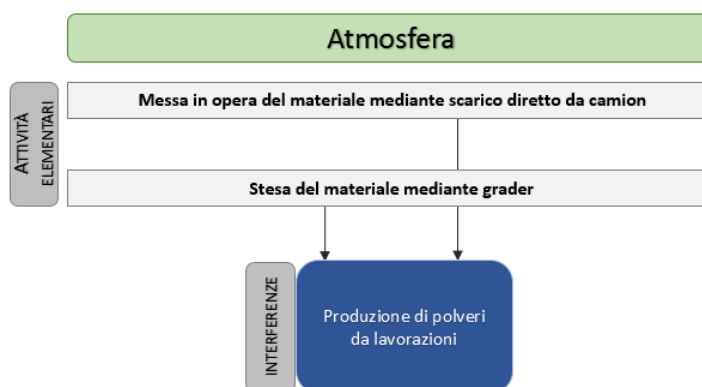 Atmosfera
ATTIVITÀ
ELEMENTARI
Messa in opera del materiale mediante scarico diretto da camion
Stesa del materiale mediante grader
INTERFERENZE
Produzione di polveri
da lavorazioni